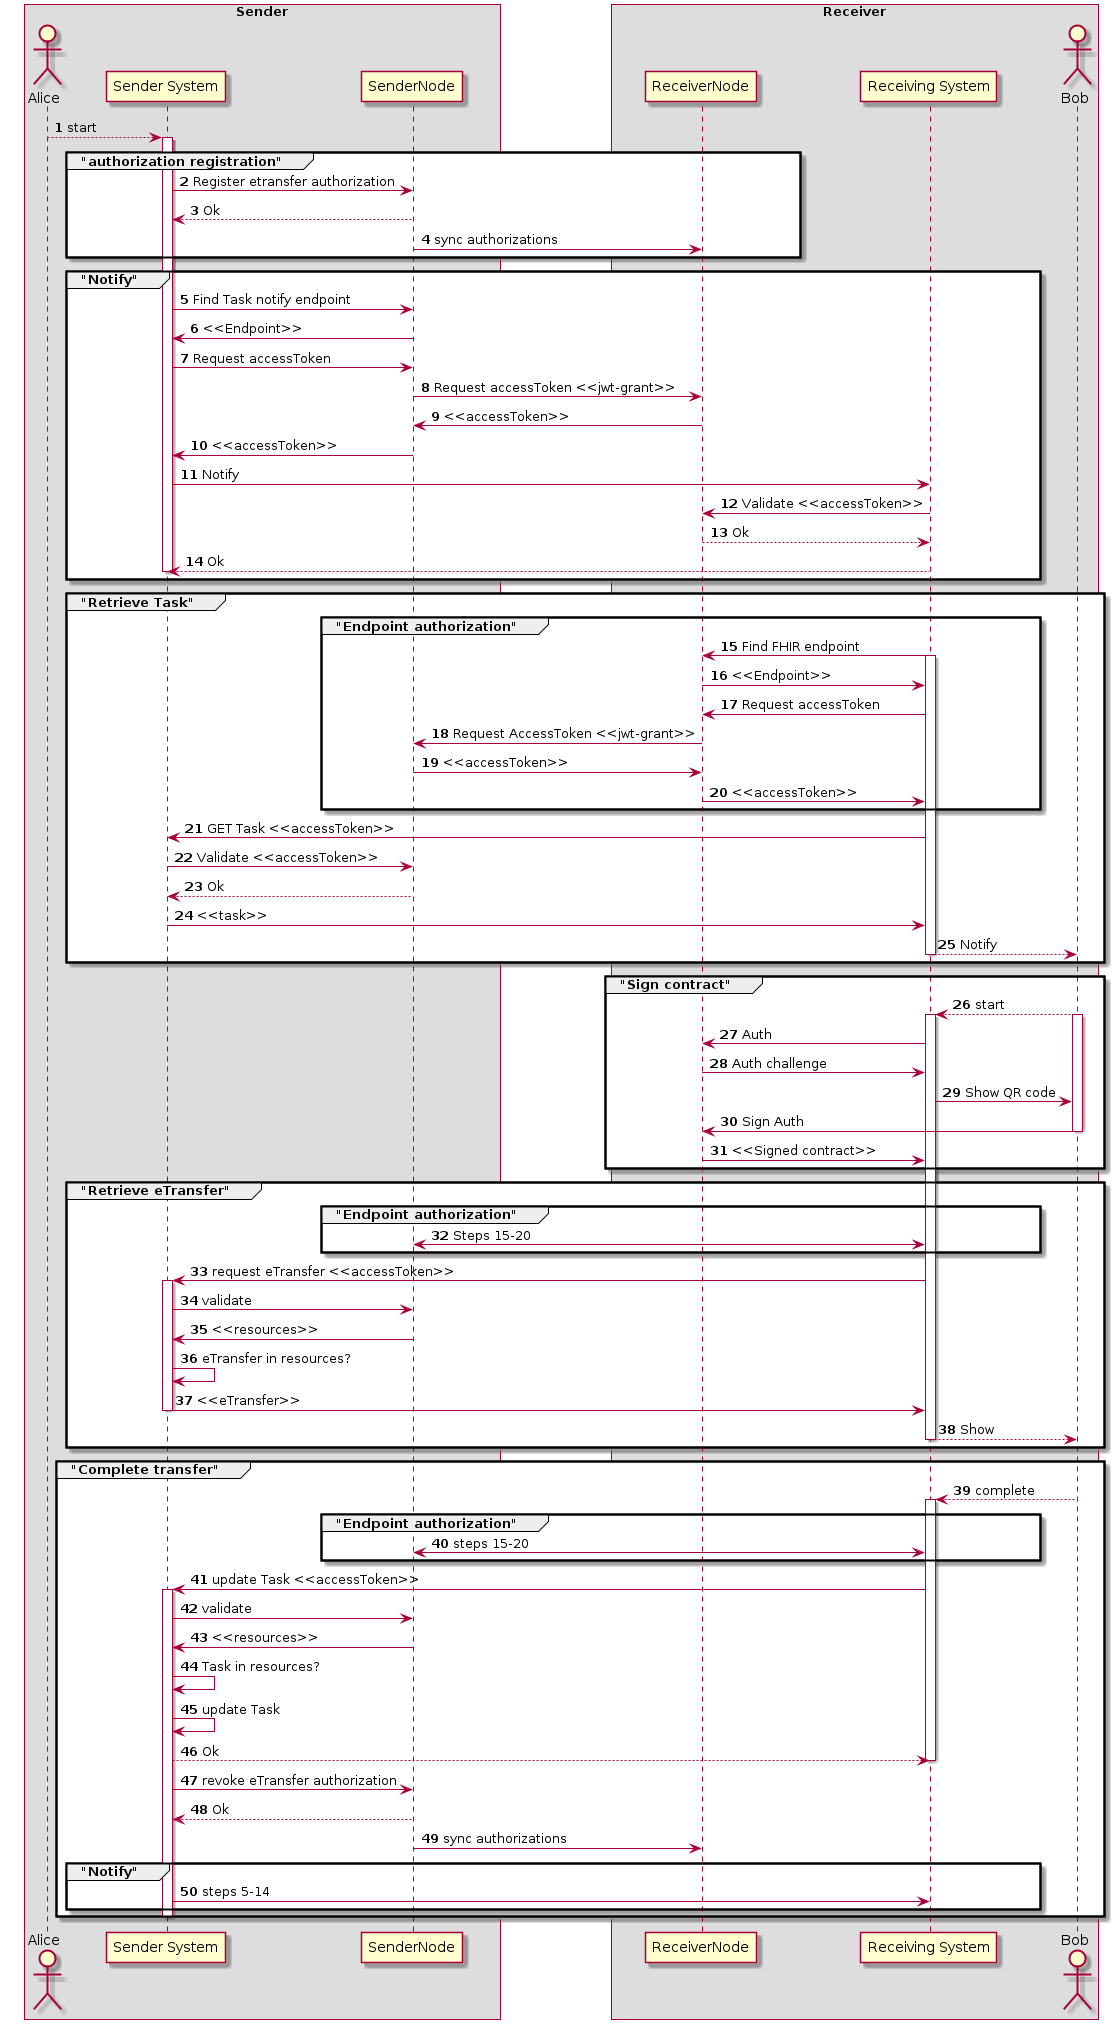 Sender
Receiver
Alice
Sender System
SenderNode
ReceiverNode
Receiving System
Bob
1 start
"authorization registration"
2 Register etransfer authorization
3 Ok
4 sync authorizations
"Notify"
5 Find Task notify endpoint
6 <<Endpoint>>
7 Request accessToken
8 Request accessToken <<jwt-grant>>
9 <<accessToken>>
10 <<accessToken>>
11 Notify
12 Validate <<accessToken>>
13 Ok
14 Ok
"Retrieve Task"
"Endpoint authorization"
15 Find FHIR endpoint
16 <<Endpoint>>
17 Request accessToken
18 Request AccessToken <<jwt-grant>>
19 <<accessToken>>
20 <<accessToken>>
21 GET Task <<accessToken>>
22 Validate <<accessToken>>
23 Ok
24 <<task>>
25 Notify
"Sign contract"
26 start
27 Auth
28 Auth challenge
29 Show QR code
30 Sign Auth
31 <<Signed contract>>
"Retrieve eTransfer"
"Endpoint authorization"
32 Steps 15-20
33 request eTransfer <<accessToken>>
34 validate
35 <<resources>>
36 eTransfer in resources?
37 <<eTransfer>>
38 Show
"Complete transfer"
39 complete
"Endpoint authorization"
40 steps 15-20
41 update Task <<accessToken>>
42 validate
43 <<resources>>
44 Task in resources?
45 update Task
46 Ok
47 revoke eTransfer authorization
48 Ok
49 sync authorizations
"Notify"
50 steps 5-14
Alice
Sender System
SenderNode
ReceiverNode
Receiving System
Bob